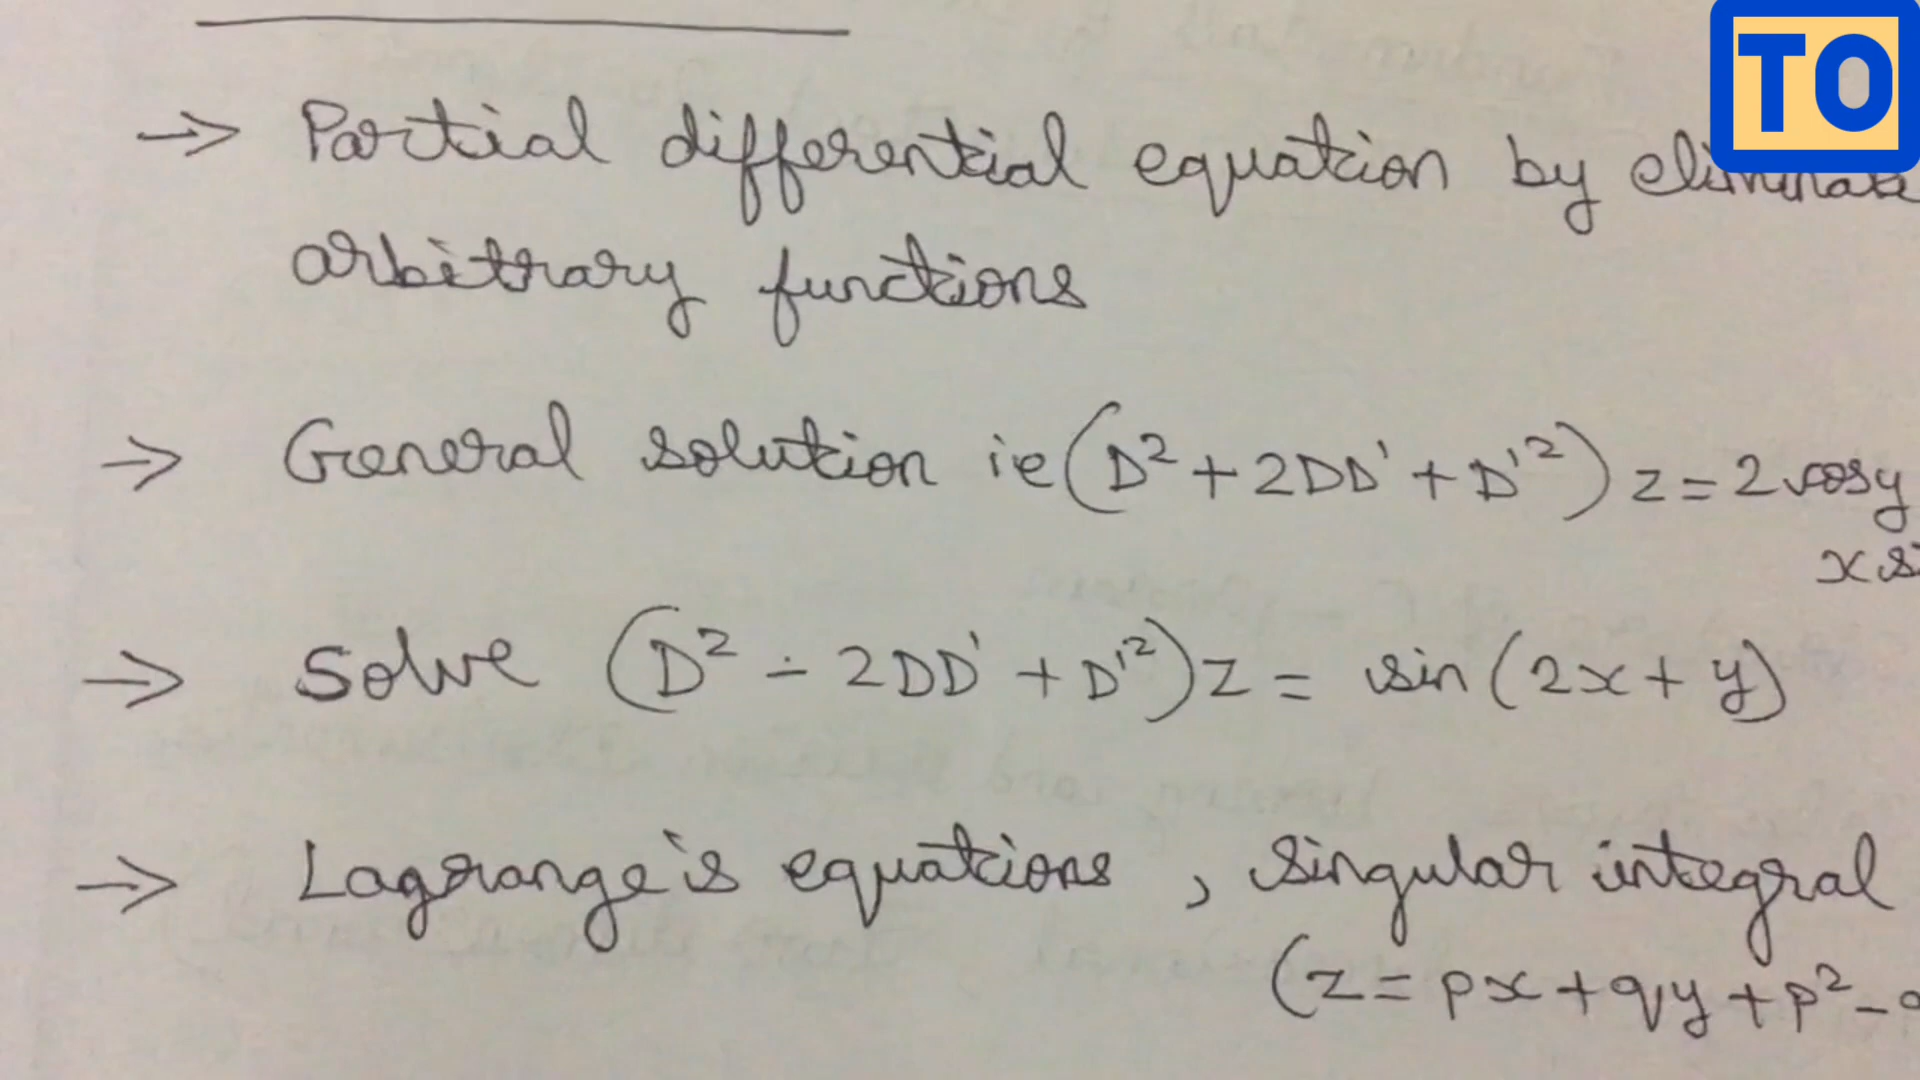 TO
→ Partial differential equation by eliminate
arbitrary functions
→ General solution ie (D² + 2DD' + D'²) z = 2 cosy
x
→ Solve (D² - 2DD' + D'²) z = sin (2x + y)
→ Lagrange's equations, singular integral
(z = px + qy + p² -